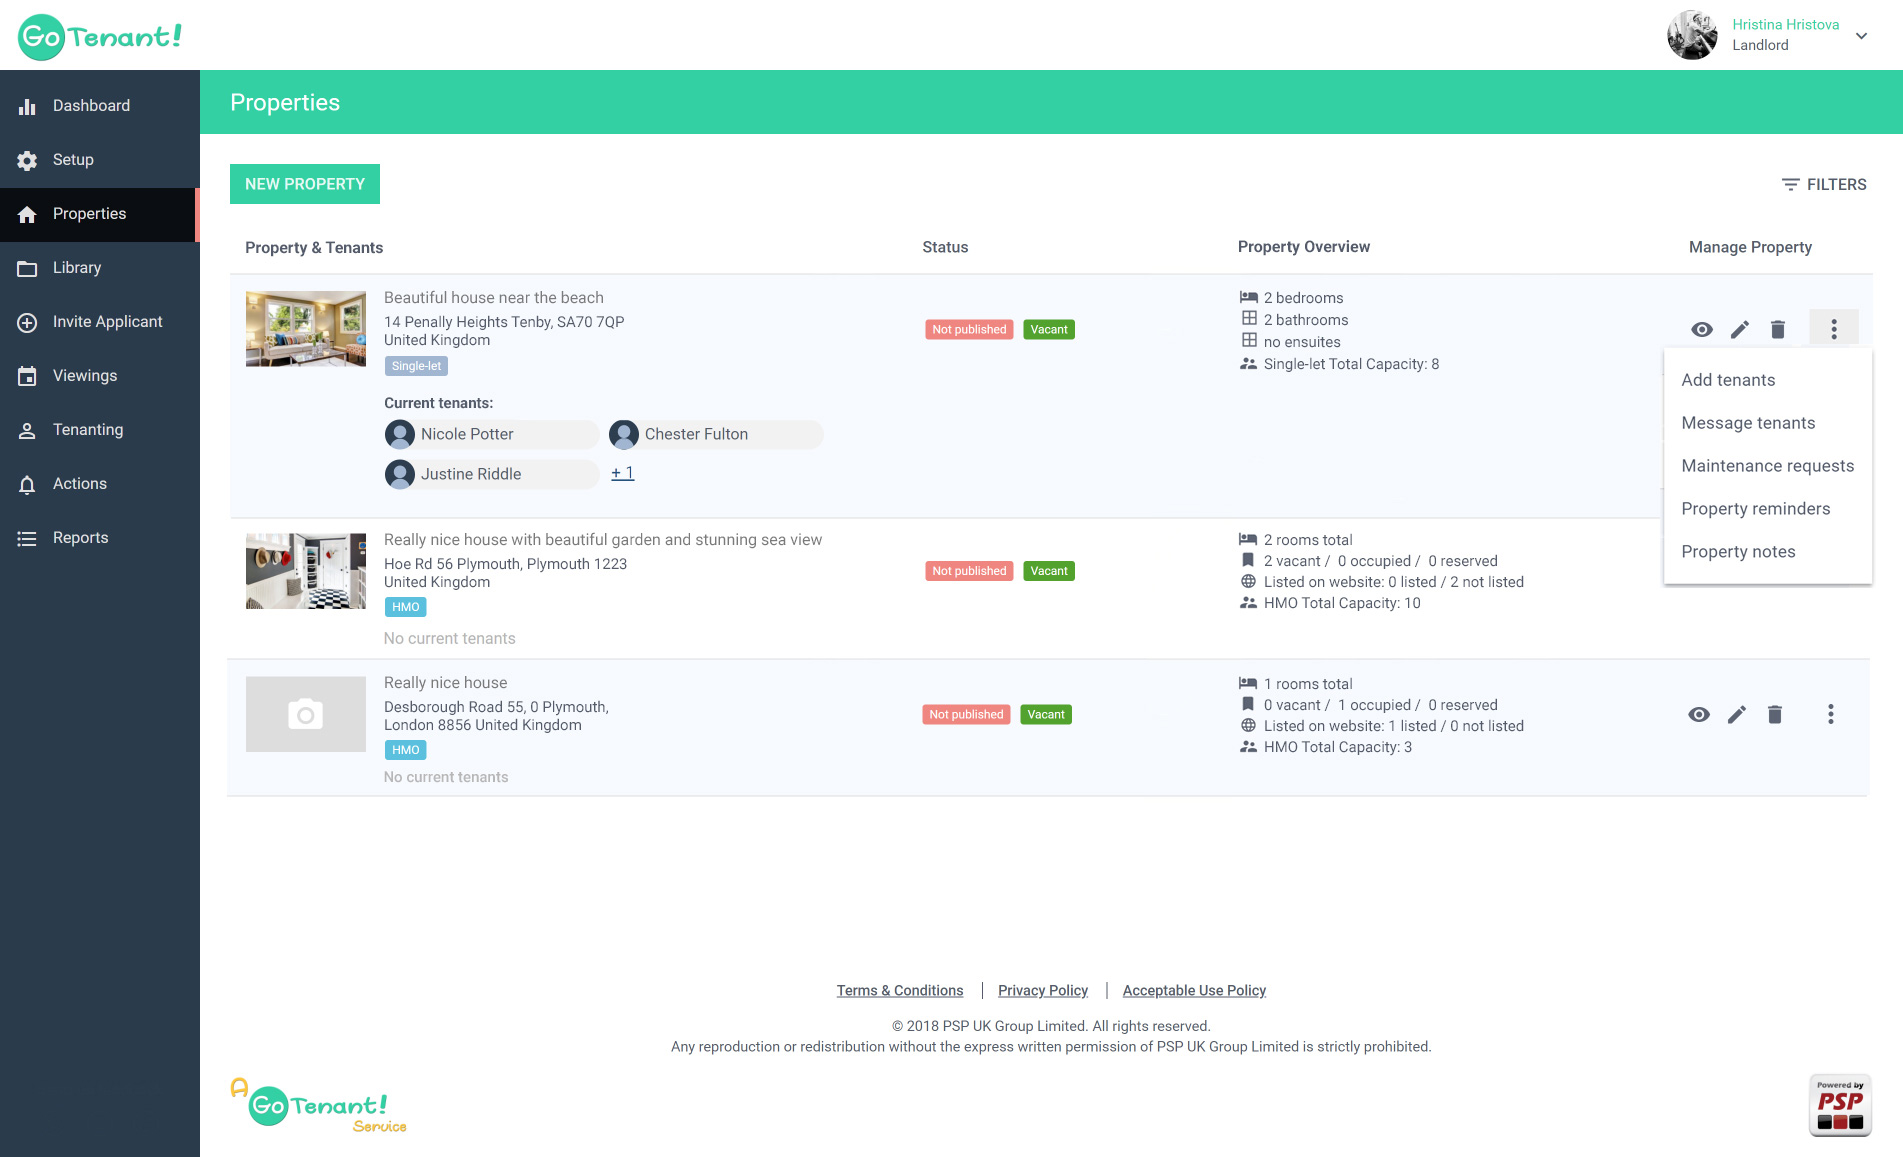 Go Tenant!
Hristina Hristova
Landlord
Dashboard
Setup
Properties
Library
Invite Applicant
Viewings
Tenanting
Actions
Reports
Properties
NEW PROPERTY
FILTERS
Property & Tenants
Status
Property Overview
Manage Property
Beautiful house near the beach
14 Penally Heights Tenby, SA70 7QP
United Kingdom
Single-let
Current tenants:
Nicole Potter
Chester Fulton
Justine Riddle
+ 1
Not published
Vacant
2 bedrooms
2 bathrooms
no ensuites
Single-let Total Capacity: 8
Add tenants
Message tenants
Maintenance requests
Property reminders
Property notes
Really nice house with beautiful garden and stunning sea view
Hoe Rd 56 Plymouth, Plymouth 1223
United Kingdom
HMO
No current tenants
Not published
Vacant
2 rooms total
2 vacant / 0 occupied / 0 reserved
Listed on website: 0 listed / 2 not listed
HMO Total Capacity: 10
Really nice house
Desborough Road 55, 0 Plymouth,
London 8856 United Kingdom
HMO
No current tenants
Not published
Vacant
1 rooms total
0 vacant / 1 occupied / 0 reserved
Listed on website: 1 listed / 0 not listed
HMO Total Capacity: 3
Terms & Conditions | Privacy Policy | Acceptable Use Policy
© 2018 PSP UK Group Limited. All rights reserved.
Any reproduction or redistribution without the express written permission of PSP UK Group Limited is strictly prohibited.
A
Go Tenant!
Service
Powered by
PSP